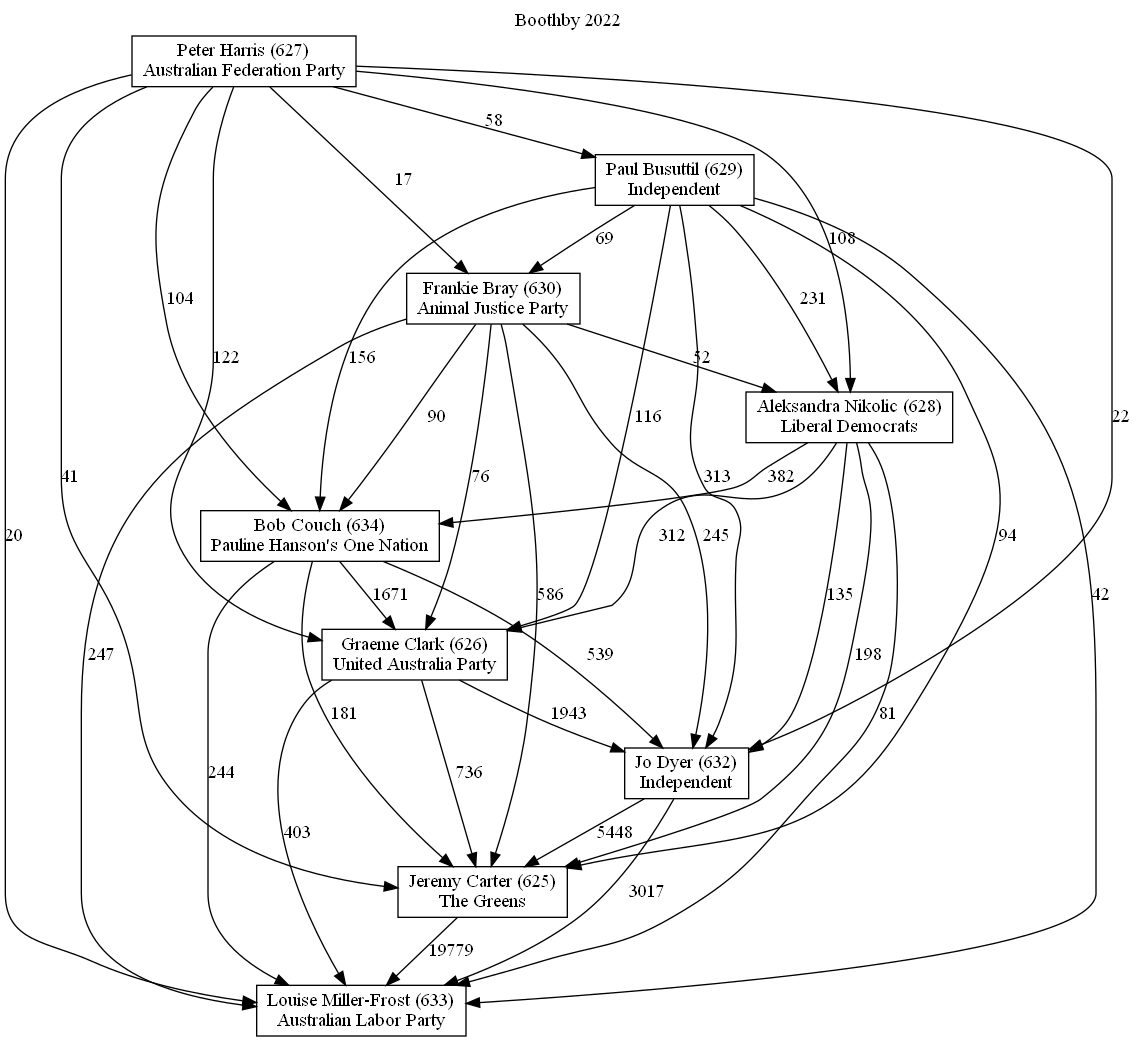 Boothby 2022
Peter Harris (627)
Australian Federation Party
58
17
Paul Busuttil (629)
Independent
69
108
Frankie Bray (630)
Animal Justice Party
104
231
122
156
52
Aleksandra Nikolic (628)
Liberal Democrats
90
116
22
41
76
313
382
Bob Couch (634)
Pauline Hanson's One Nation
20
312
245
94
1671
586
135
42
Graeme Clark (626)
United Australia Party
247
539
198
181
1943
81
244
736
Jo Dyer (632)
Independent
403
5448
Jeremy Carter (625)
The Greens
3017
19779
Louise Miller-Frost (633)
Australian Labor Party